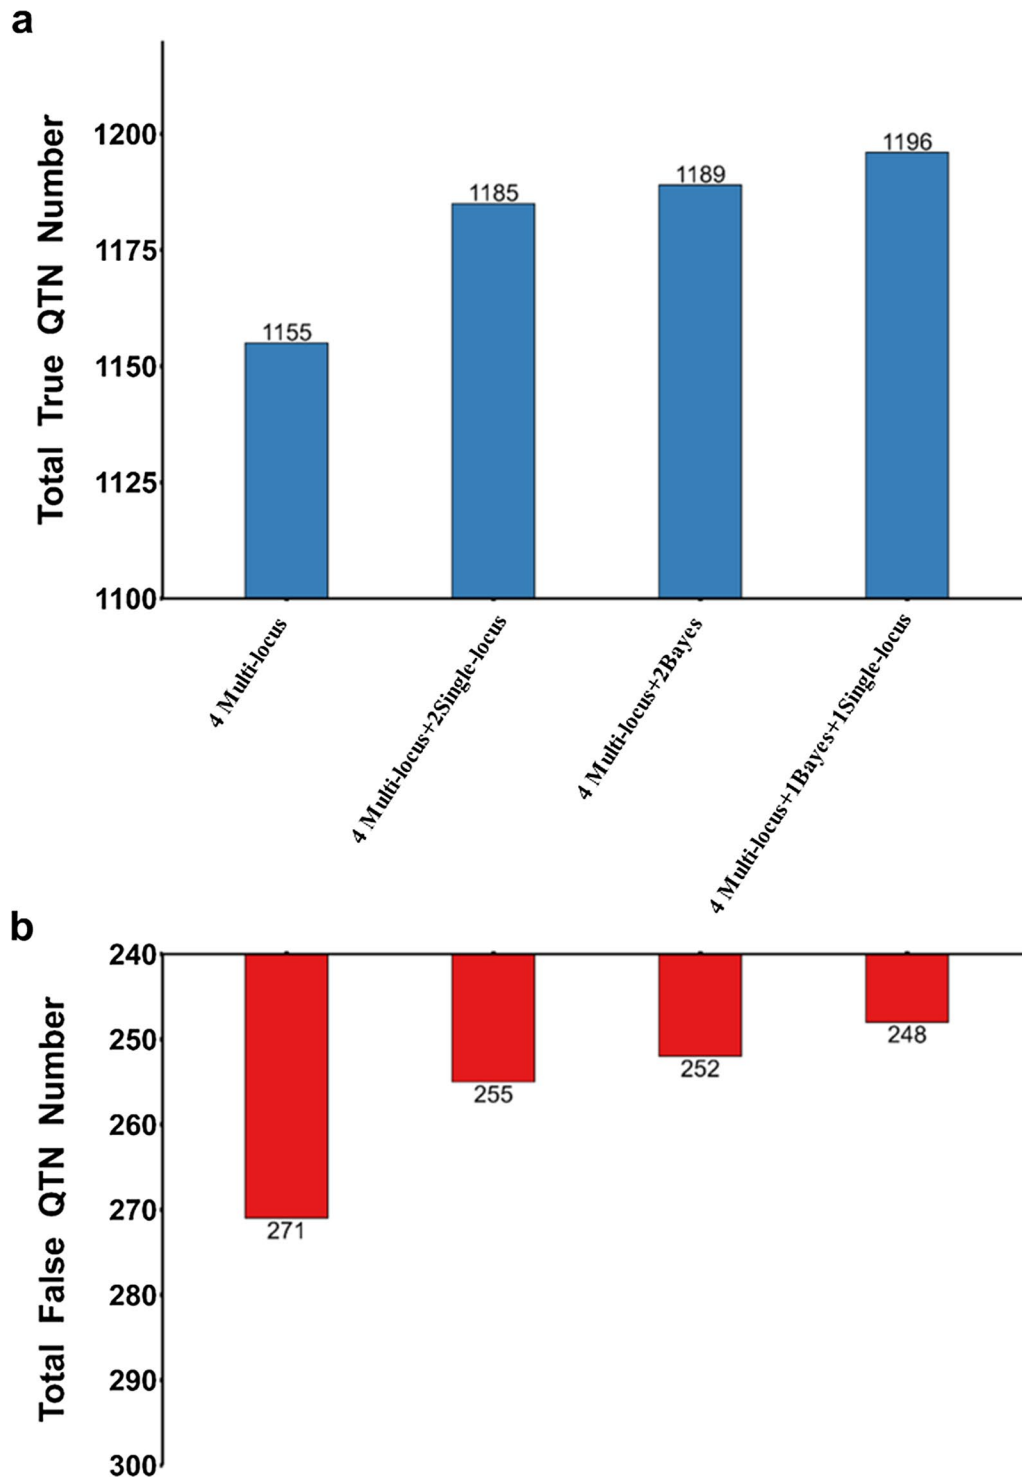 a
Total True QTN Number
1200
1175
1150
1125
1100
1155
1185
1189
1196
4 Multi-locus
4 Multi-locus+2Single-locus
4 Multi-locus+2Bayes
4 Multi-locus+1Bayes+1Single-locus
b
Total False QTN Number
240
250
260
270
280
290
300
271
255
252
248